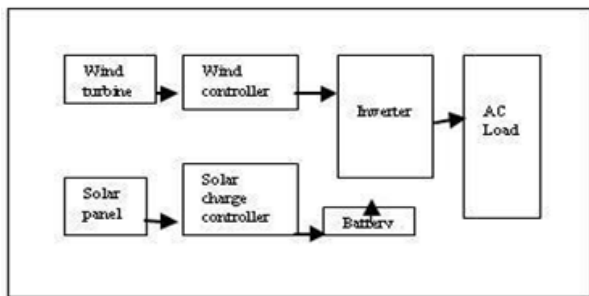 Wind
turbine
Wind
controller
Inverter
AC
Load
Solar
panel
Solar
charge
controller
Battery